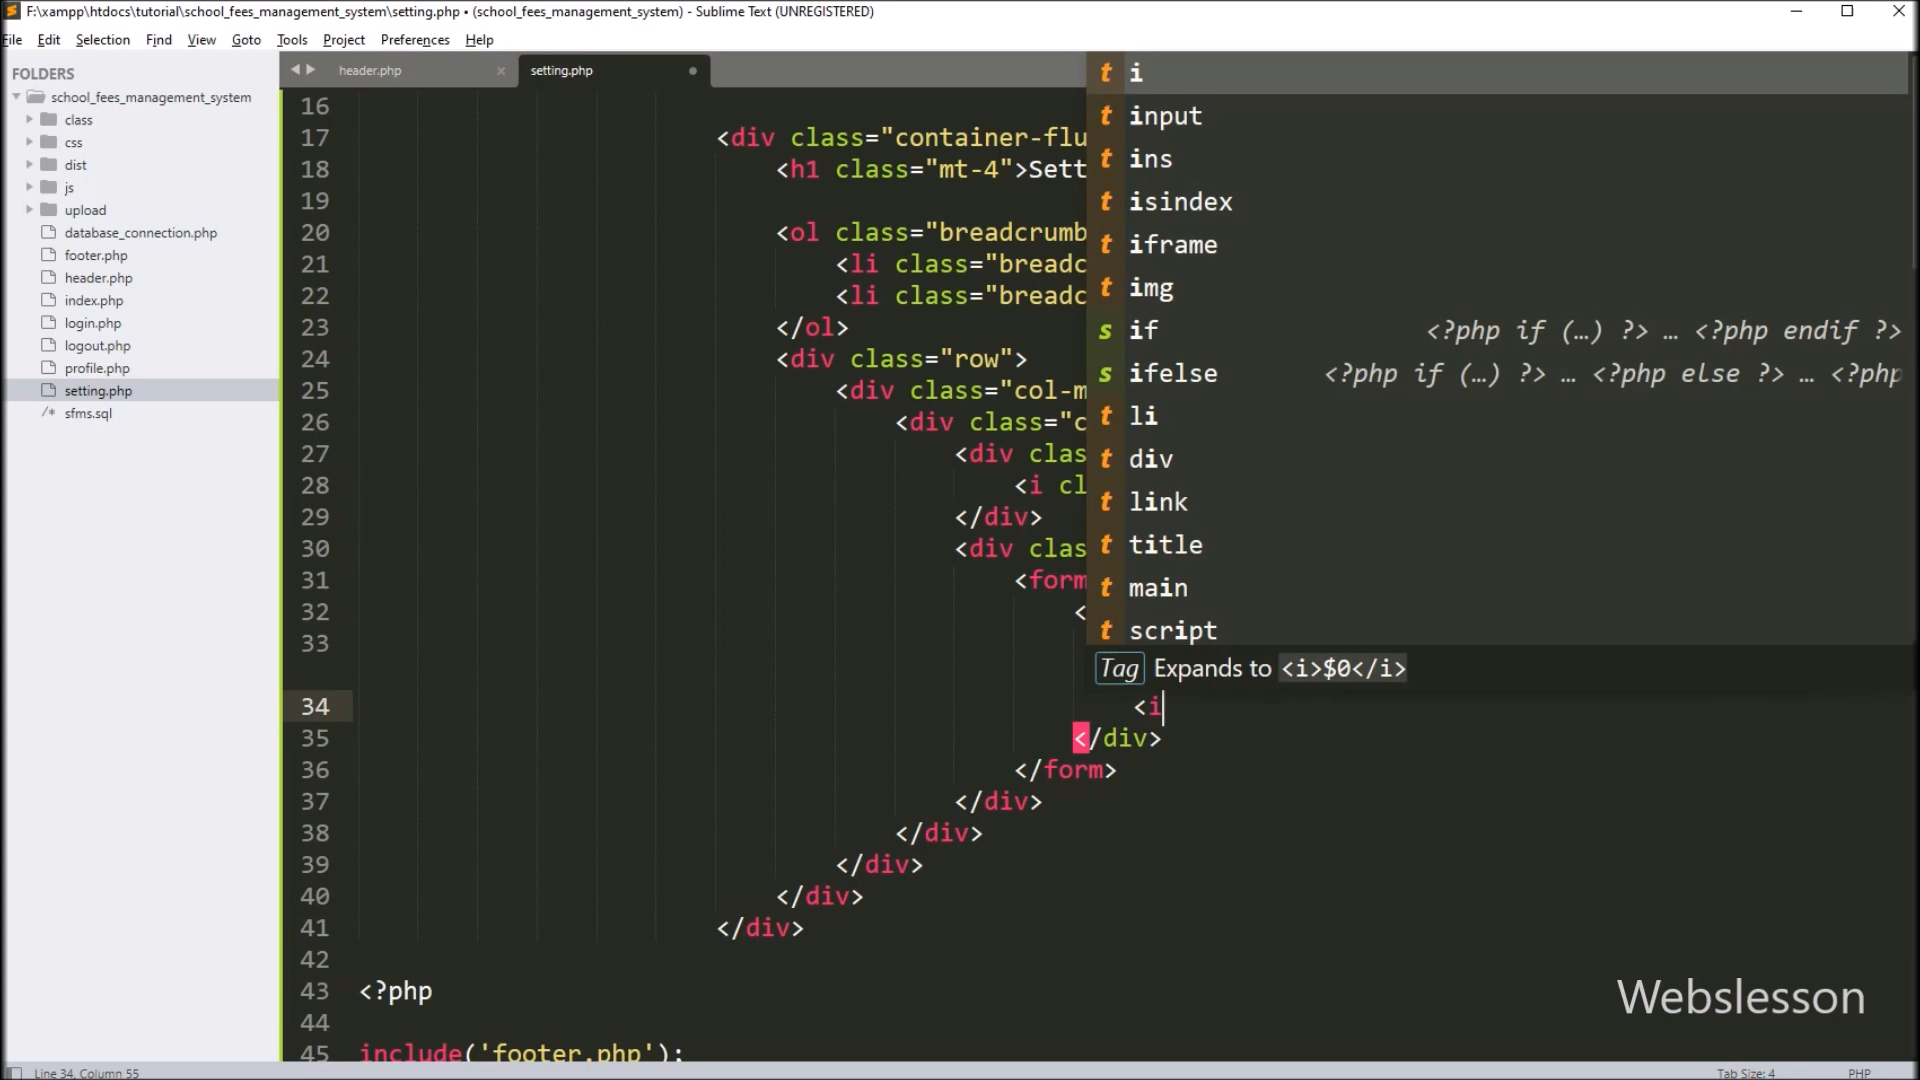 F:\xampp\htdocs\tutorial\school_fees_management_system\setting.php • (school_fees_management_system) - Sublime Text (UNREGISTERED)
File Edit Selection Find View Goto Tools Project Preferences Help
FOLDERS
school_fees_management_system
class
css
dist
js
upload
database_connection.php
footer.php
header.php
index.php
login.php
logout.php
profile.php
setting.php
/* sfms.sql
header.php
setting.php
16
17 <div class="container-flu
18 <h1 class="mt-4">Sett
19
20 <ol class="breadcrumb
21 <li class="breadc
22 <li class="breadc
23 </ol>
24 <div class="row">
25 <div class="col-m
26 <div class="c
27 <div clas
28 <i cl
29 </div>
30 <div clas
31 <form
32 <
33
34 <i
35 </div>
36 </form>
37 </div>
38 </div>
39 </div>
40 </div>
41 </div>
42
43 <?php
44
45 include('footer.php');
t i
t input
t ins
t isindex
t iframe
t img
s if <?php if (…) ?> … <?php endif ?>
s ifelse <?php if (…) ?> … <?php else ?> … <?php
t li
t div
t link
t title
t main
t script
Tag Expands to <i>$0</i>
Webslesson
Line 34, Column 55
Tab Size: 4
PHP